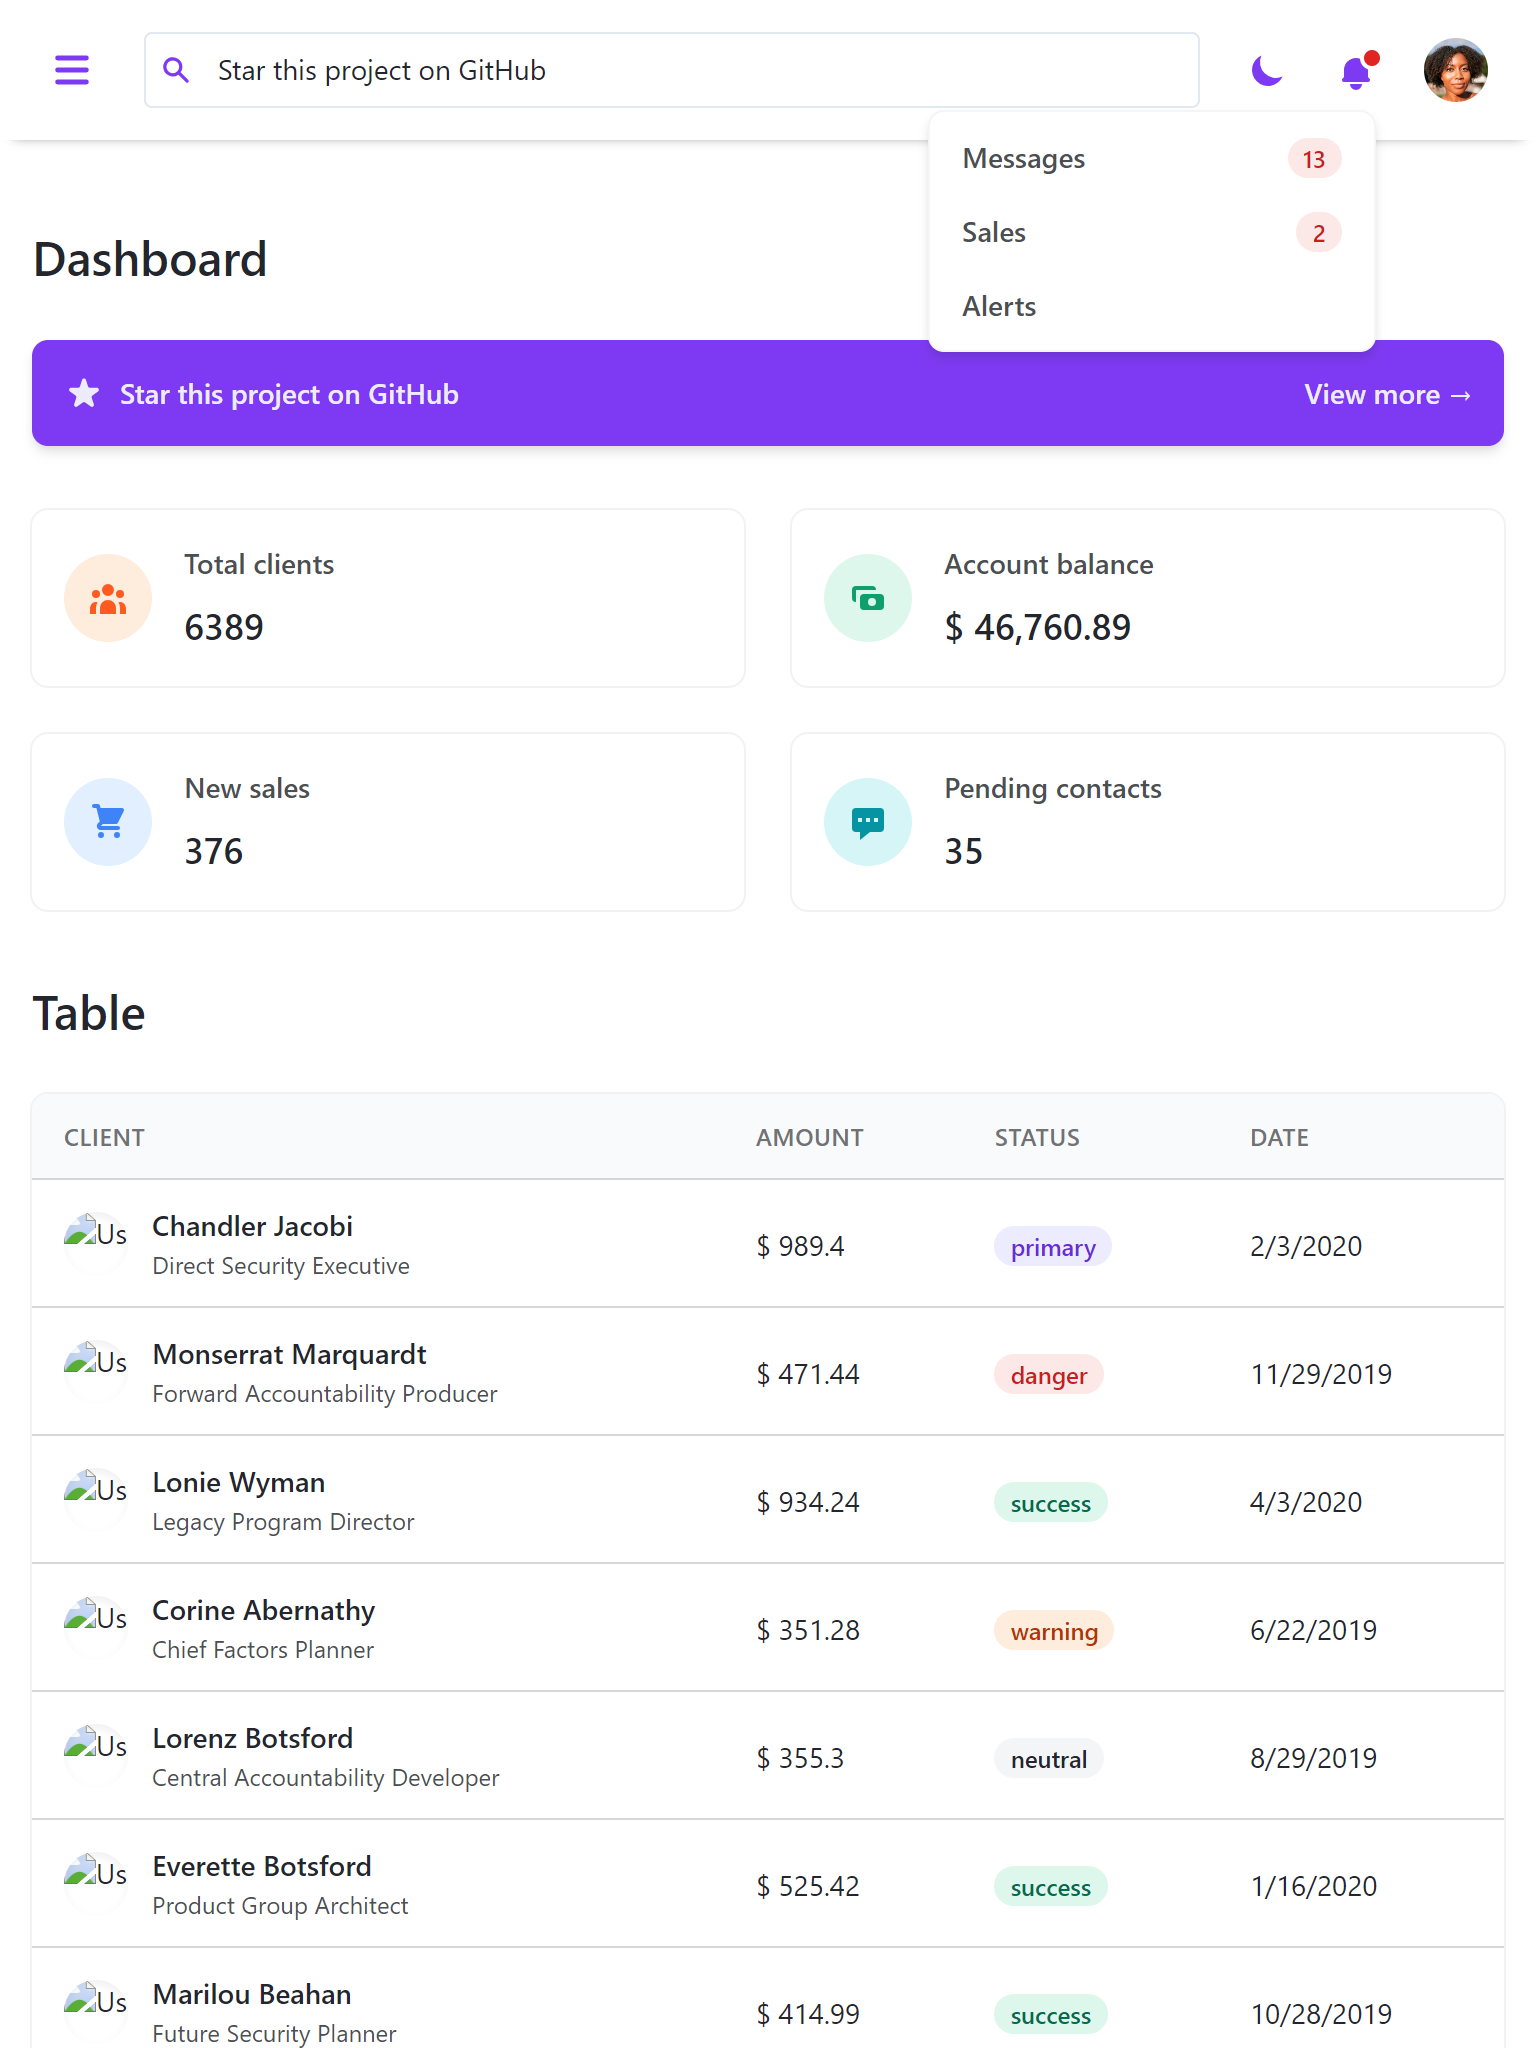 Star this project on GitHub
Messages 13
Sales 2
Alerts
Dashboard
Star this project on GitHub View more →
Total clients
6389
Account balance
$ 46,760.89
New sales
376
Pending contacts
35
Table
CLIENT AMOUNT STATUS DATE
Us Chandler Jacobi
Direct Security Executive
$ 989.4 primary 2/3/2020
Us Monserrat Marquardt
Forward Accountability Producer
$ 471.44 danger 11/29/2019
Us Lonie Wyman
Legacy Program Director
$ 934.24 success 4/3/2020
Us Corine Abernathy
Chief Factors Planner
$ 351.28 warning 6/22/2019
Us Lorenz Botsford
Central Accountability Developer
$ 355.3 neutral 8/29/2019
Us Everette Botsford
Product Group Architect
$ 525.42 success 1/16/2020
Us Marilou Beahan
Future Security Planner
$ 414.99 success 10/28/2019